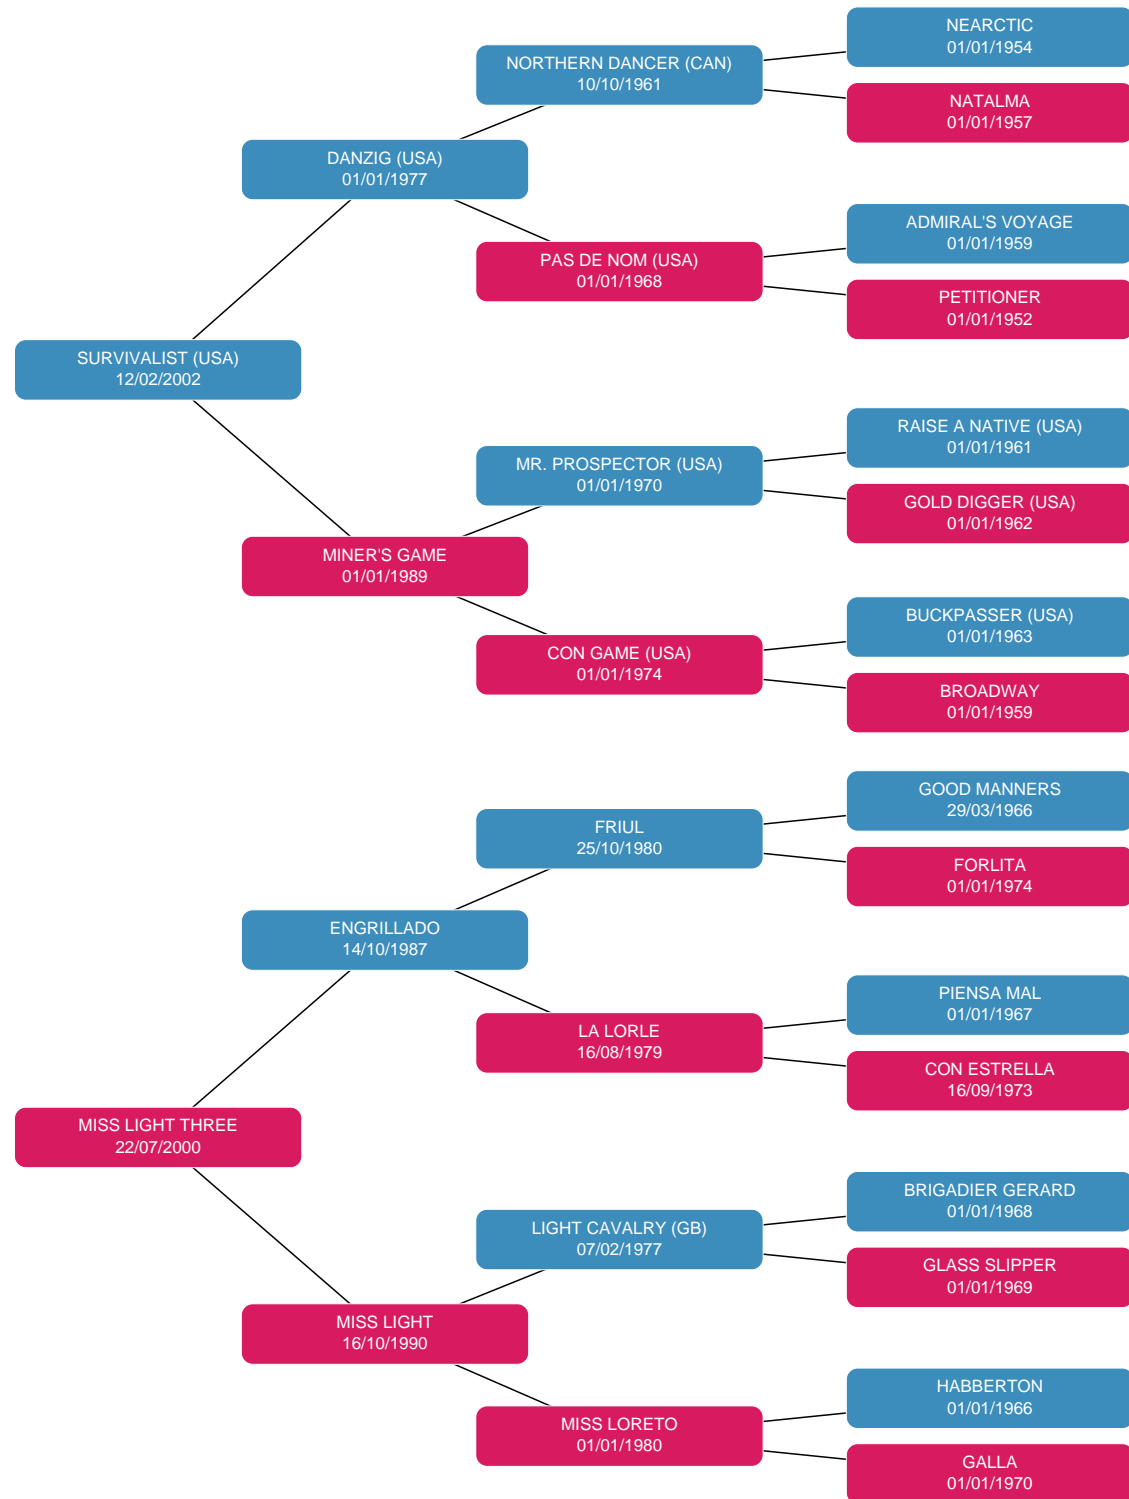 NEARCTIC
01/01/1954
NORTHERN DANCER (CAN)
10/10/1961
NATALMA
01/01/1957
DANZIG (USA)
01/01/1977
ADMIRAL'S VOYAGE
01/01/1959
PAS DE NOM (USA)
01/01/1968
PETITIONER
01/01/1952
SURVIVALIST (USA)
12/02/2002
RAISE A NATIVE (USA)
01/01/1961
MR. PROSPECTOR (USA)
01/01/1970
GOLD DIGGER (USA)
01/01/1962
MINER'S GAME
01/01/1989
BUCKPASSER (USA)
01/01/1963
CON GAME (USA)
01/01/1974
BROADWAY
01/01/1959
GOOD MANNERS
29/03/1966
FRIUL
25/10/1980
FORLITA
01/01/1974
ENGRILLADO
14/10/1987
PIENSA MAL
01/01/1967
LA LORLE
16/08/1979
CON ESTRELLA
16/09/1973
MISS LIGHT THREE
22/07/2000
BRIGADIER GERARD
01/01/1968
LIGHT CAVALRY (GB)
07/02/1977
GLASS SLIPPER
01/01/1969
MISS LIGHT
16/10/1990
HABBERTON
01/01/1966
MISS LORETO
01/01/1980
GALLA
01/01/1970